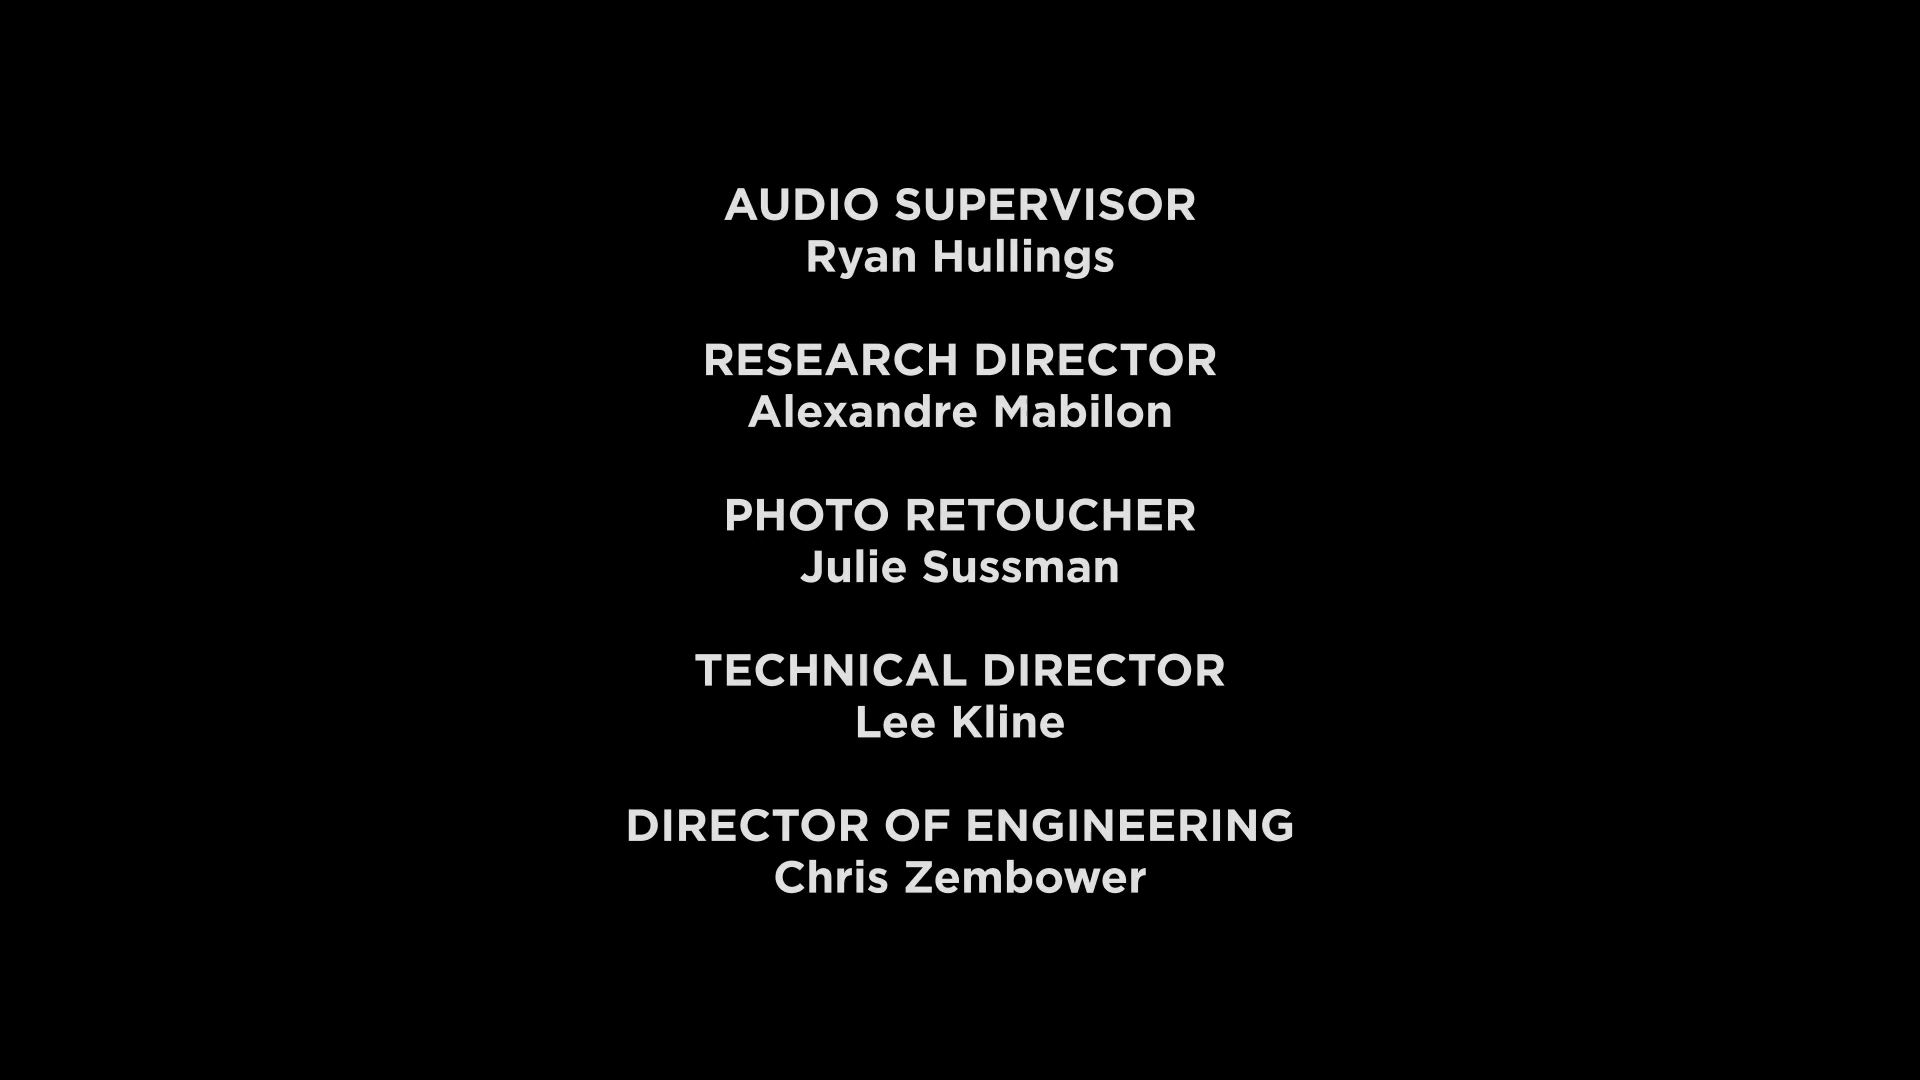 AUDIO SUPERVISOR
Ryan Hullings
RESEARCH DIRECTOR
Alexandre Mabilon
PHOTO RETOUCHER
Julie Sussman
TECHNICAL DIRECTOR
Lee Kline
DIRECTOR OF ENGINEERING
Chris Zembower